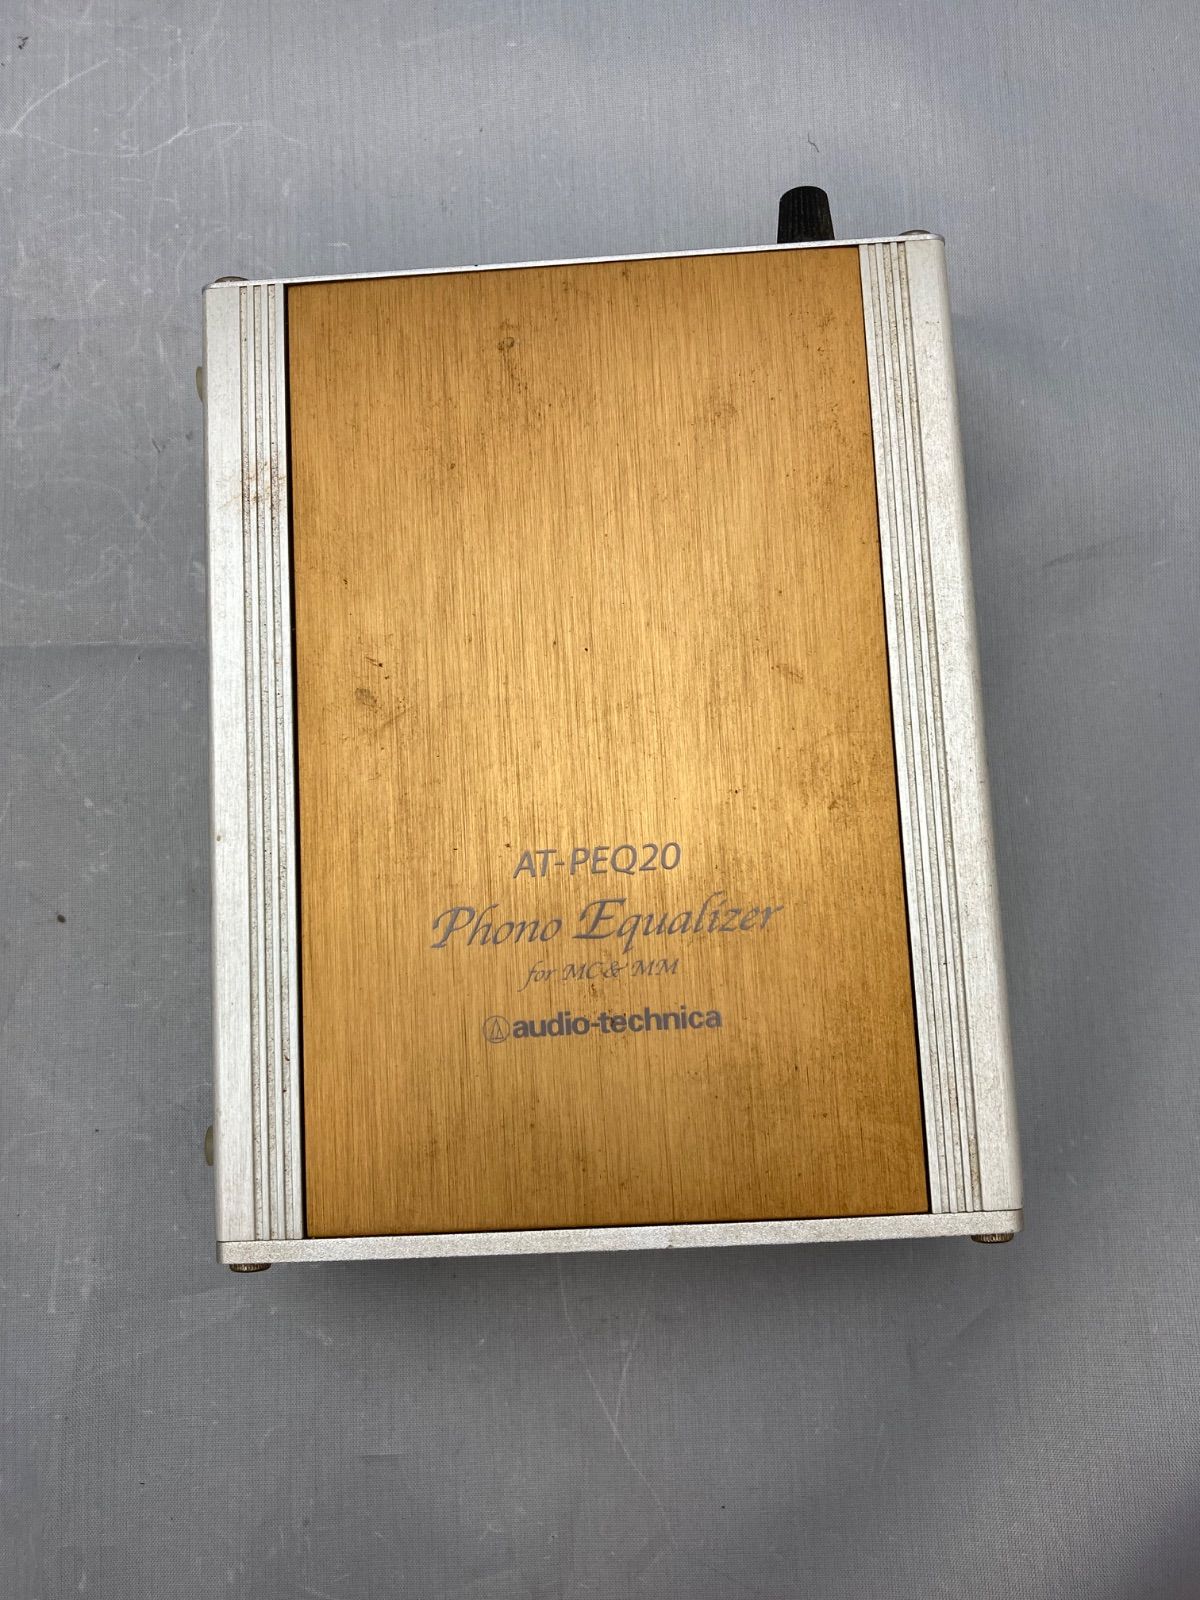 AT-PEQ20
Phono Equalizer
for MC & MM
audio-technica